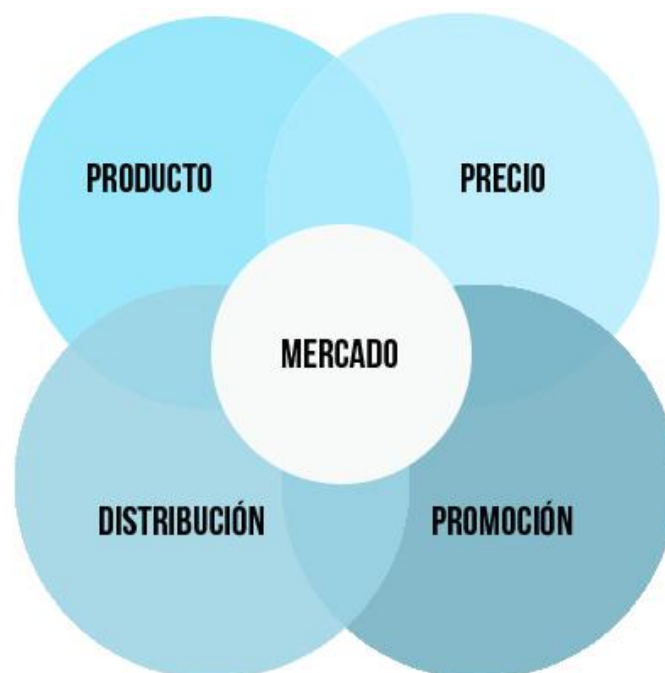 PRODUCTO
PRECIO
MERCADO
DISTRIBUCIÓN
PROMOCIÓN